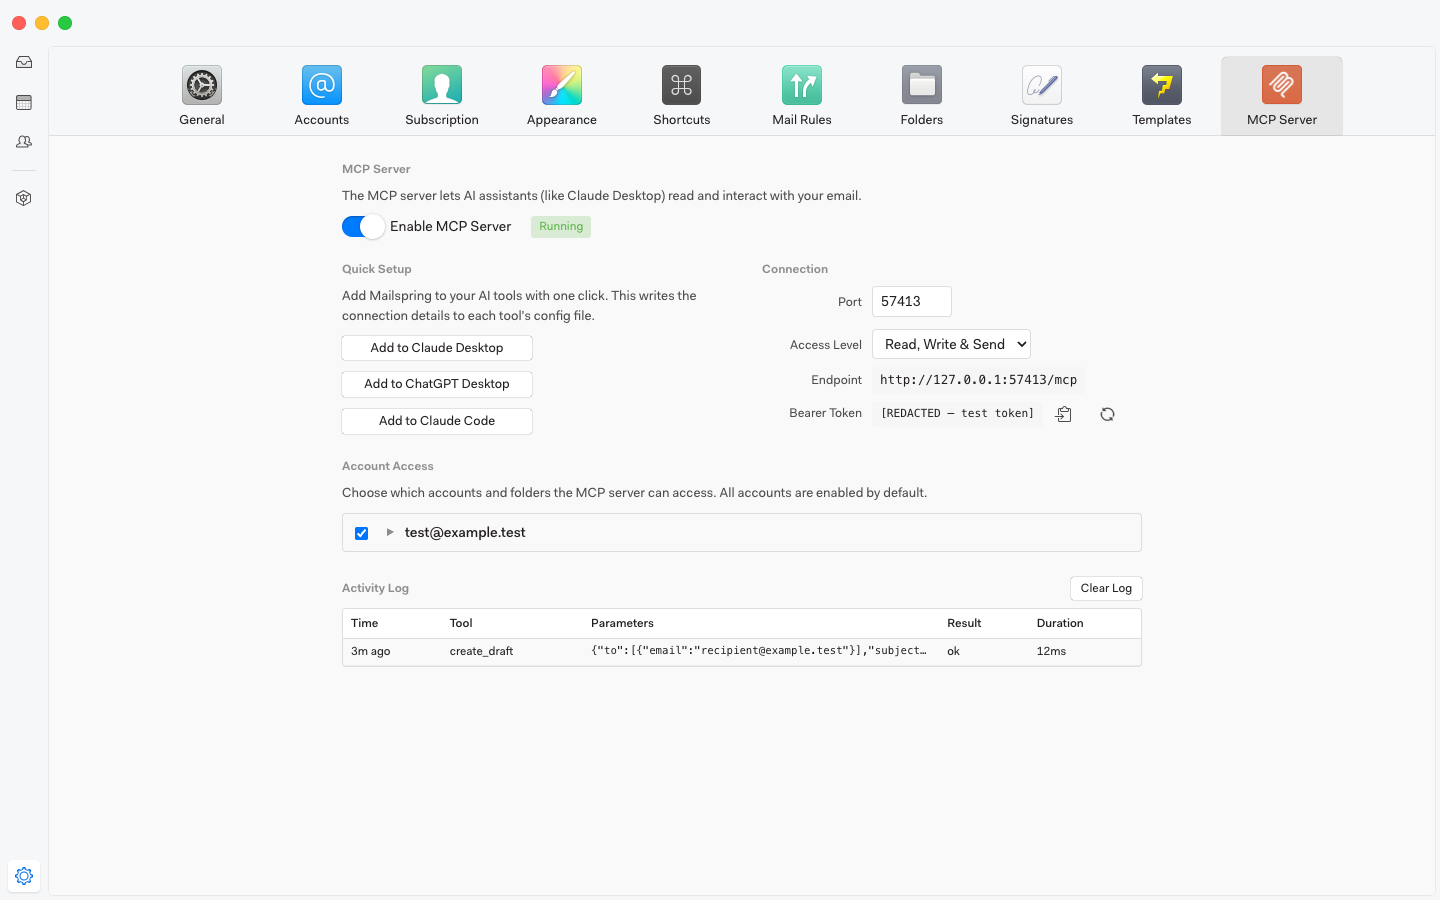 General
Accounts
Subscription
Appearance
Shortcuts
Mail Rules
Folders
Signatures
Templates
MCP Server
MCP Server
The MCP server lets AI assistants (like Claude Desktop) read and interact with your email.
Enable MCP Server
Running
Quick Setup
Add Mailspring to your AI tools with one click. This writes the
connection details to each tool's config file.
Add to Claude Desktop
Add to ChatGPT Desktop
Add to Claude Code
Connection
Port 57413
Access Level Read, Write & Send
Endpoint http://127.0.0.1:57413/mcp
Bearer Token [REDACTED — test token]
Account Access
Choose which accounts and folders the MCP server can access. All accounts are enabled by default.
test@example.test
Activity Log
Clear Log
Time Tool Parameters Result Duration
3m ago create_draft {"to":[{"email":"recipient@example.test"}],"subject… ok 12ms